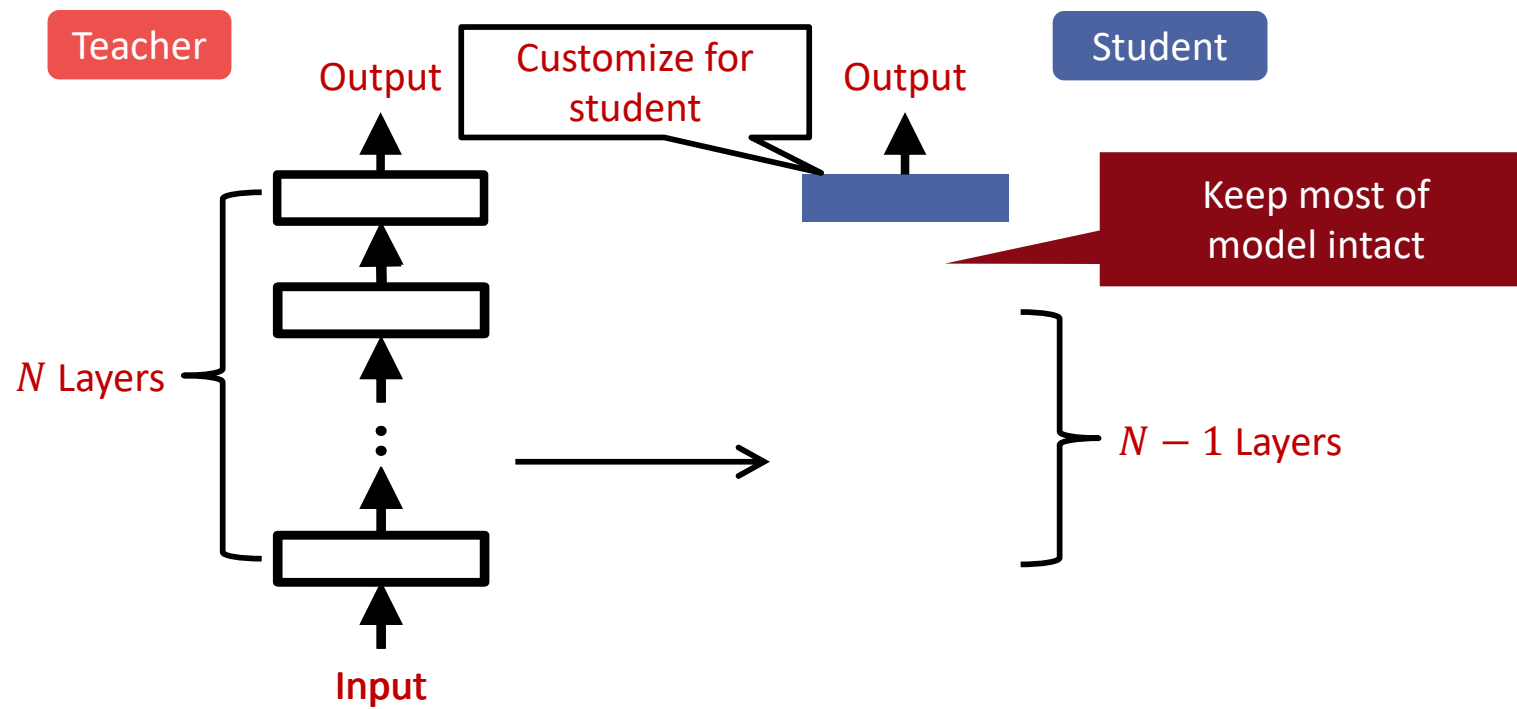 Teacher
Output
Customize for
student
Output
Student
Keep most of
model intact
N Layers
N − 1 Layers
Input